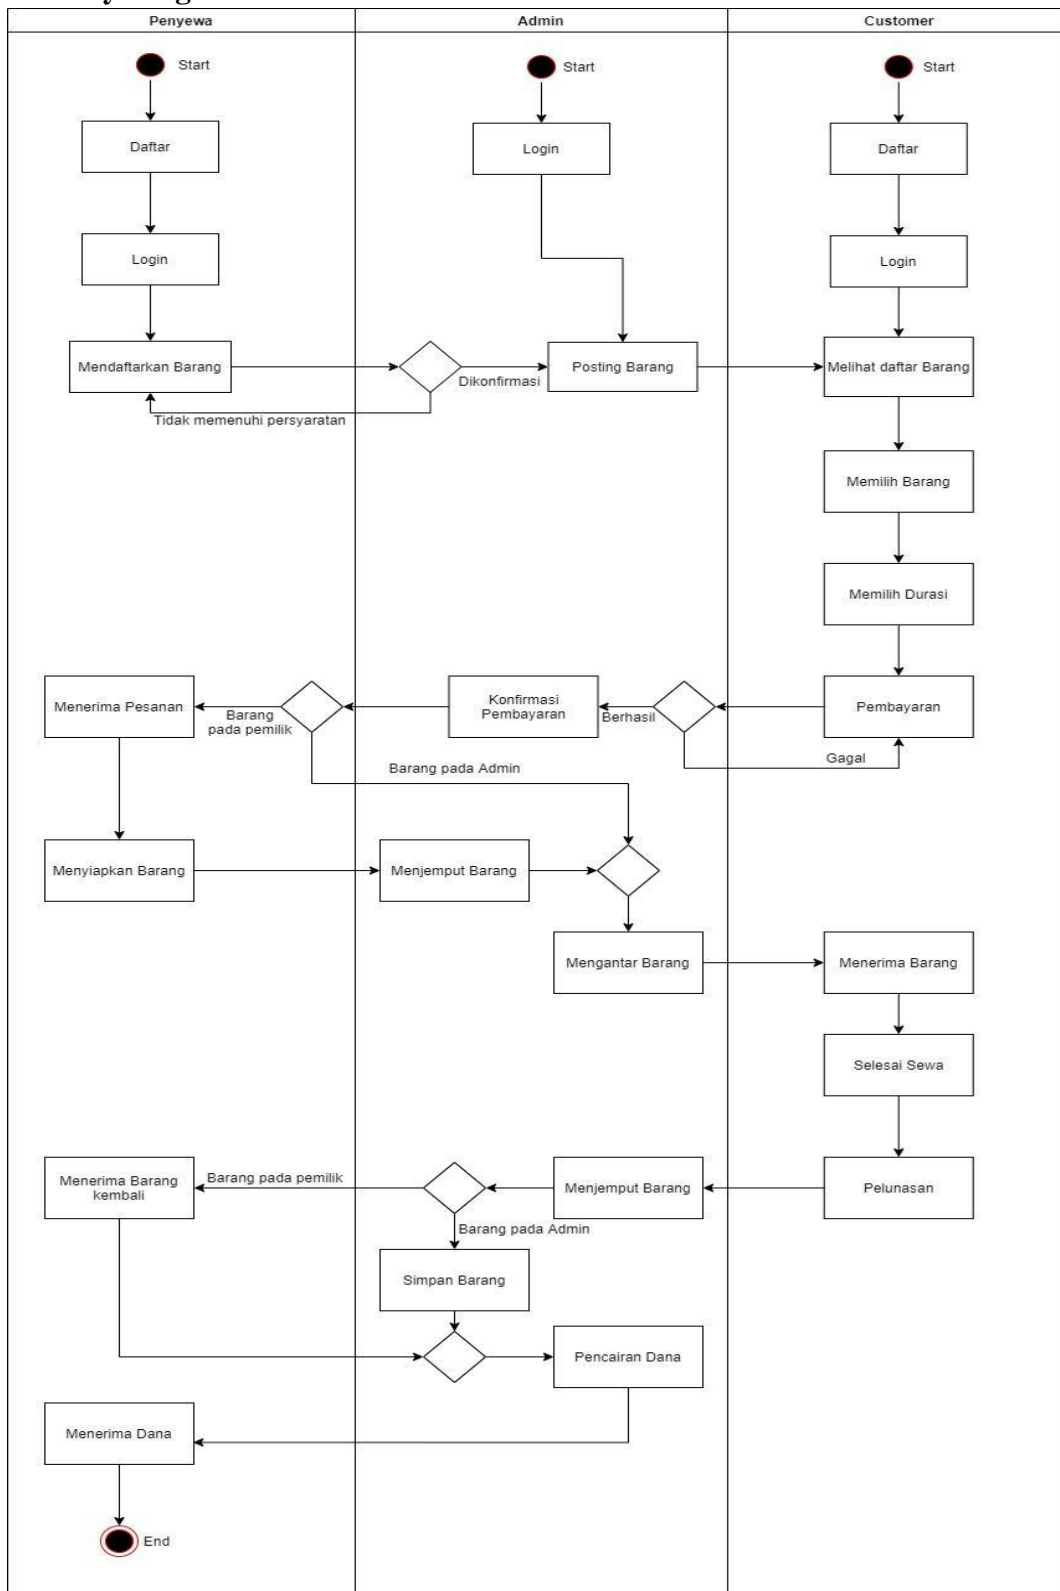 Penyewa
Admin
Customer
Start
Start
Start
Daftar
Login
Daftar
Login
Login
Mendaftarkan Barang
Dikonfirmasi
Posting Barang
Melihat daftar Barang
Tidak memenuhi persyaratan
Memilih Barang
Memilih Durasi
Menerima Pesanan
Barang
pada pemilik
Konfirmasi
Pembayaran
Berhasil
Pembayaran
Gagal
Barang pada Admin
Menyiapkan Barang
Menjemput Barang
Mengantar Barang
Menerima Barang
Selesai Sewa
Menerima Barang
kembali
Barang pada pemilik
Menjemput Barang
Pelunasan
Barang pada Admin
Simpan Barang
Pencairan Dana
Menerima Dana
End